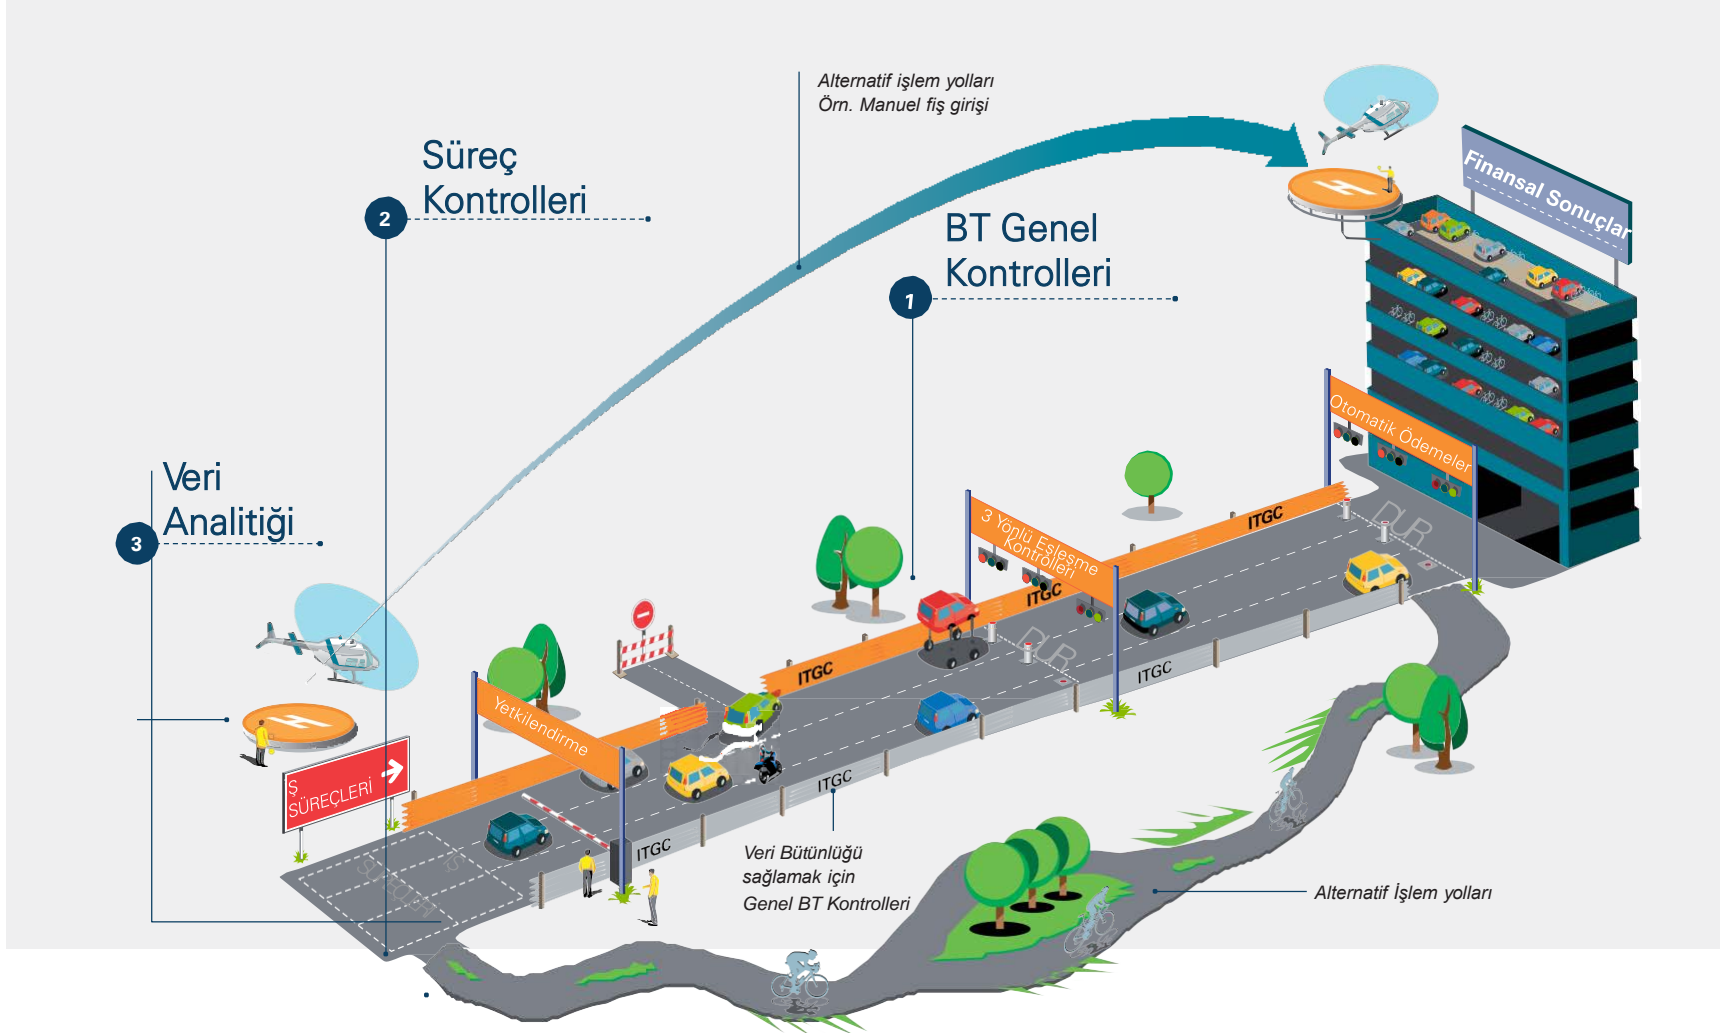 Alternatif işlem yolları
Örn. Manuel fiş girişi
Süreç
Kontrolleri
2
BT Genel
Kontrolleri
1
Finansal Sonuçlar
Veri
Analitiği
3
Otomatik Ödemeler
3 Yönlü Eşleşme
Kontrolleri
Yetkilendirme
ITGC
ITGC
ITGC
DUR
DUR
H
H
Ş
SÜREÇLERİ
İŞ
SÜREÇLERİ
ITGC
ITGC
ITGC
Veri Bütünlüğü
sağlamak için
Genel BT Kontrolleri
Alternatif İşlem yolları